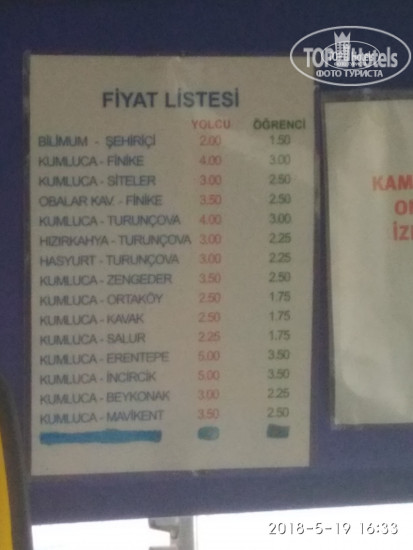 TOP Hotels
ФОТО ТУРИСТА
FİYAT LİSTESİ
YOLCU ÖĞRENCİ
BİLİMUM - ŞEHİRİÇİ 2.00 1.50
KUMLUCA - FİNİKE 4.00 3.00
KUMLUCA - SİTELER 3.00 2.50
OBALAR KAV. - FİNİKE 3.50 2.50
KUMLUCA - TURUNÇOVA 4.00 3.00
HIZIRKAHYA - TURUNÇOVA 3.00 2.25
HASYURT - TURUNÇOVA 3.00 2.25
KUMLUCA - ZENGEDER 3.50 2.50
KUMLUCA - ORTAKÖY 2.50 1.75
KUMLUCA - KAVAK 2.50 1.75
KUMLUCA - SALUR 2.25 1.75
KUMLUCA - ERENTEPE 5.00 3.50
KUMLUCA - İNCİRCİK 5.00 3.50
KUMLUCA - BEYKONAK 3.00 2.25
KUMLUCA - MAVİKENT 3.50 2.50
KAM
İZ
2018-5-19 16:33